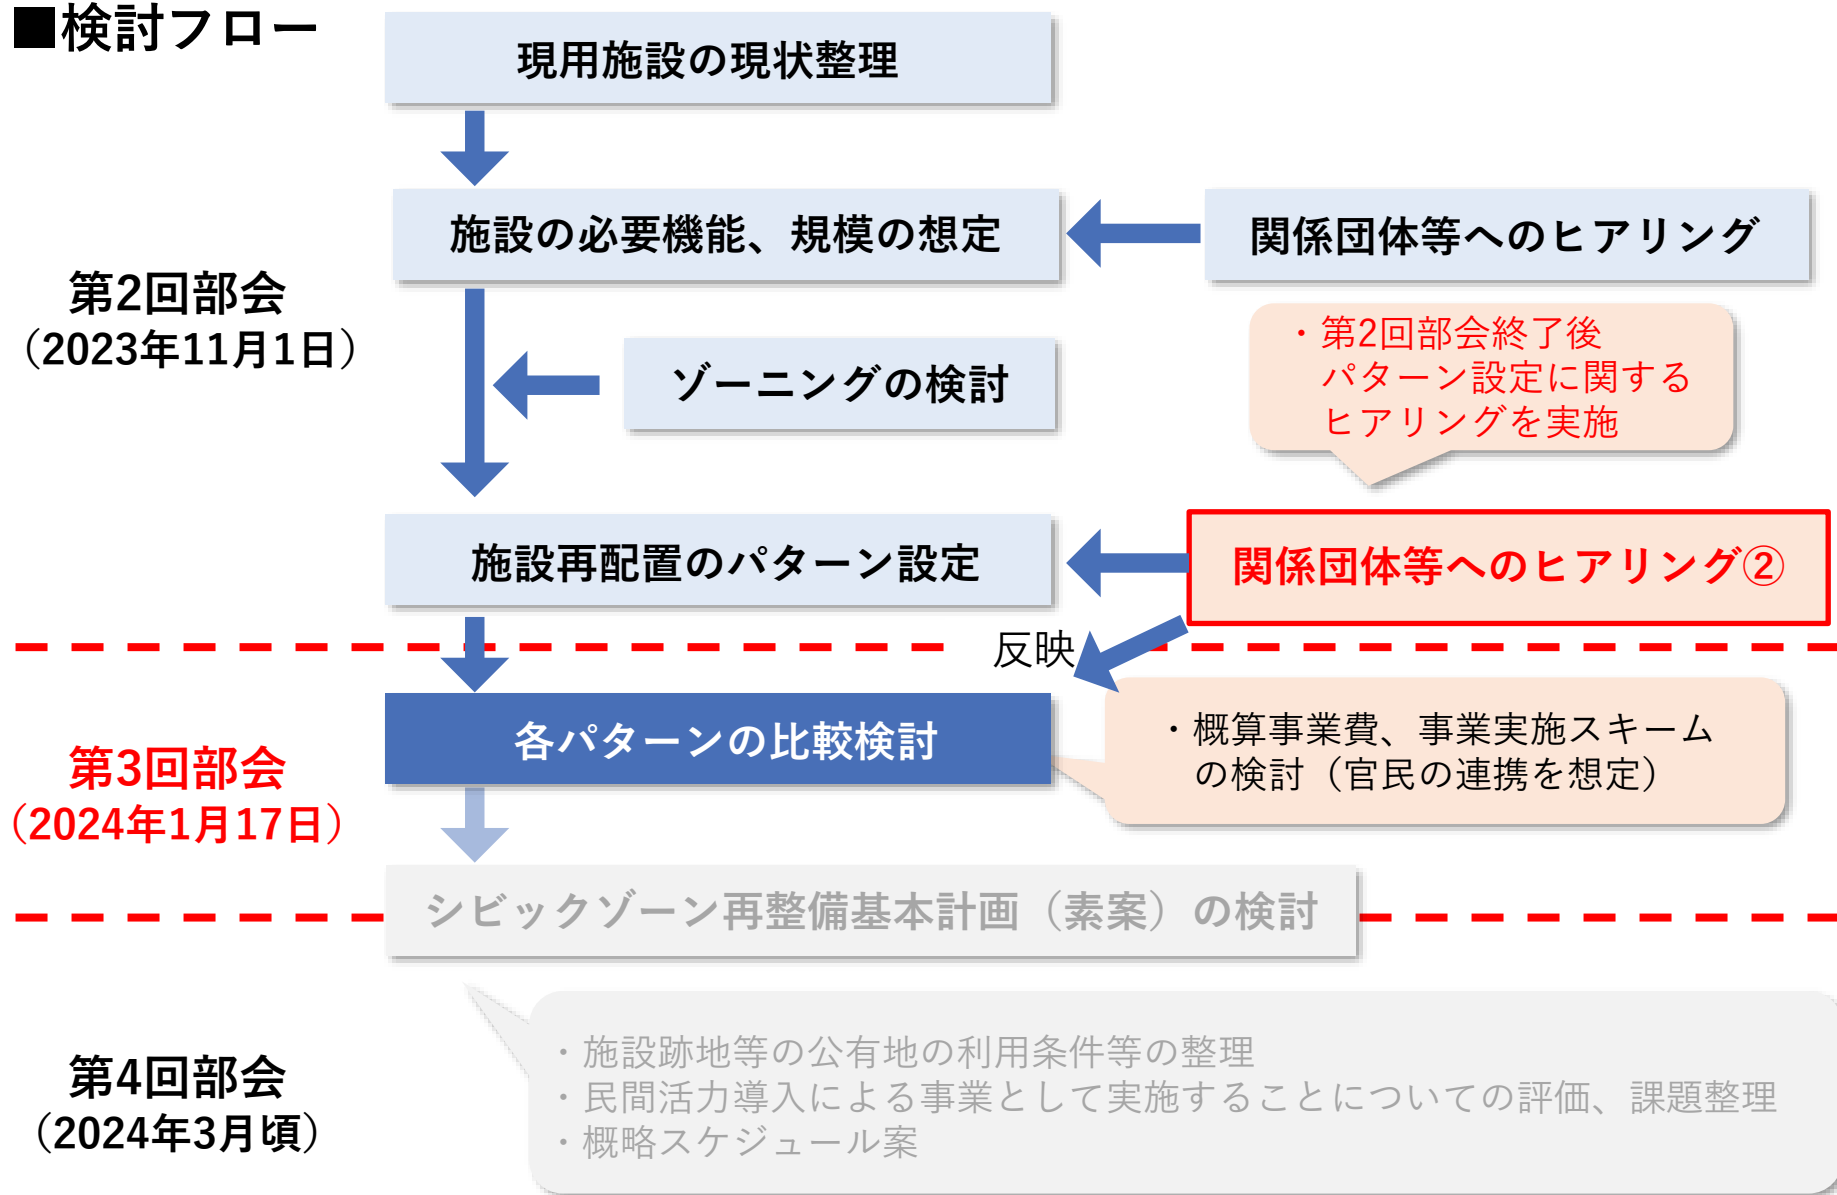 ■検討フロー
現用施設の現状整理
施設の必要機能、規模の想定
関係団体等へのヒアリング
第2回部会
（2023年11月1日）
・第2回部会終了後
パターン設定に関する
ヒアリングを実施
ゾーニングの検討
施設再配置のパターン設定
関係団体等へのヒアリング②
反映
各パターンの比較検討
・概算事業費、事業実施スキーム
の検討（官民の連携を想定）
第3回部会
（2024年1月17日）
シビックゾーン再整備基本計画（素案）の検討
第4回部会
（2024年3月頃）
・施設跡地等の公有地の利用条件等の整理
・民間活力導入による事業として実施することについての評価、課題整理
・概略スケジュール案